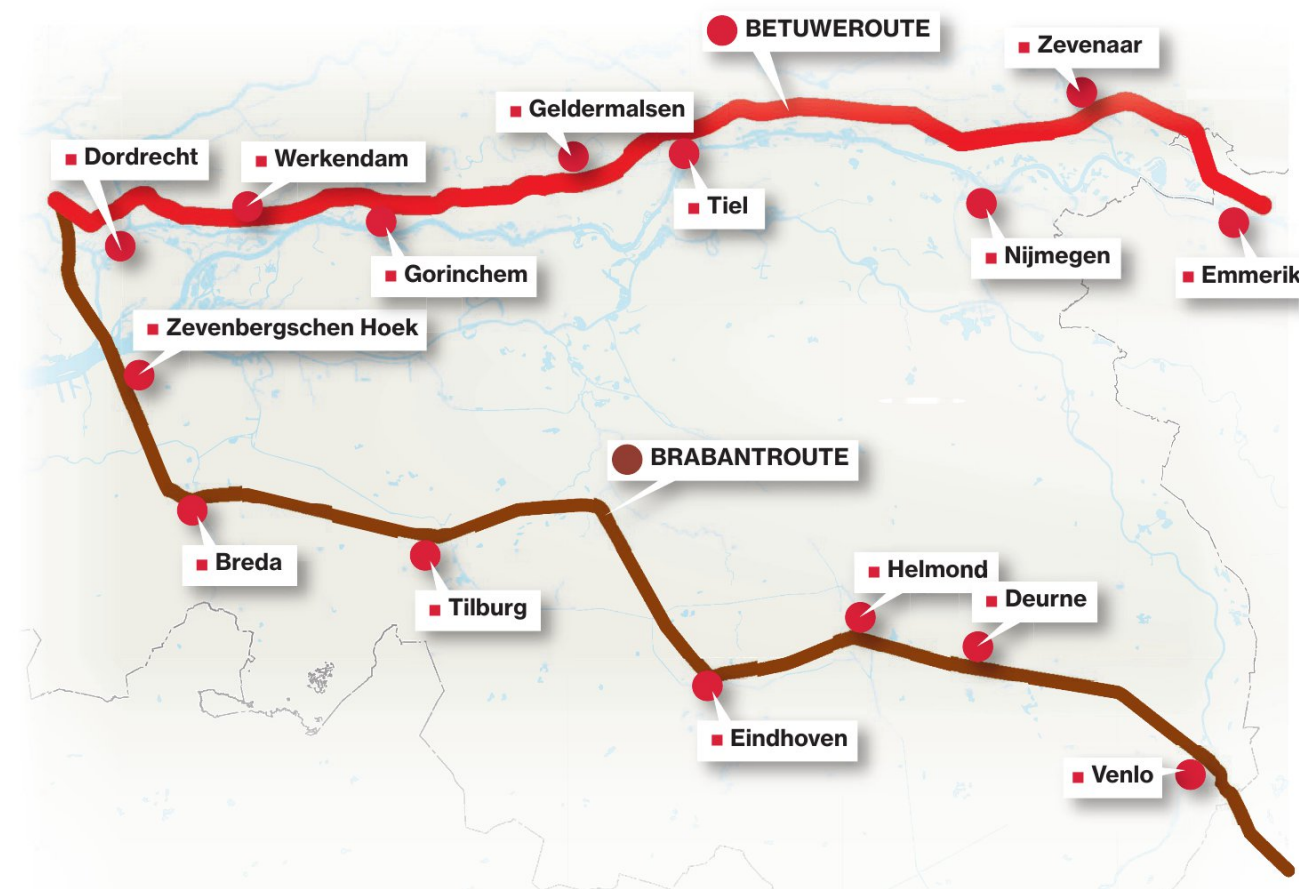 BETUWEROUTE
Zevenaar
Geldermalsen
Dordrecht
Werkendam
Tiel
Gorinchem
Nijmegen
Emmerik
Zevenbergschen Hoek
BRABANTROUTE
Breda
Tilburg
Helmond
Deurne
Eindhoven
Venlo